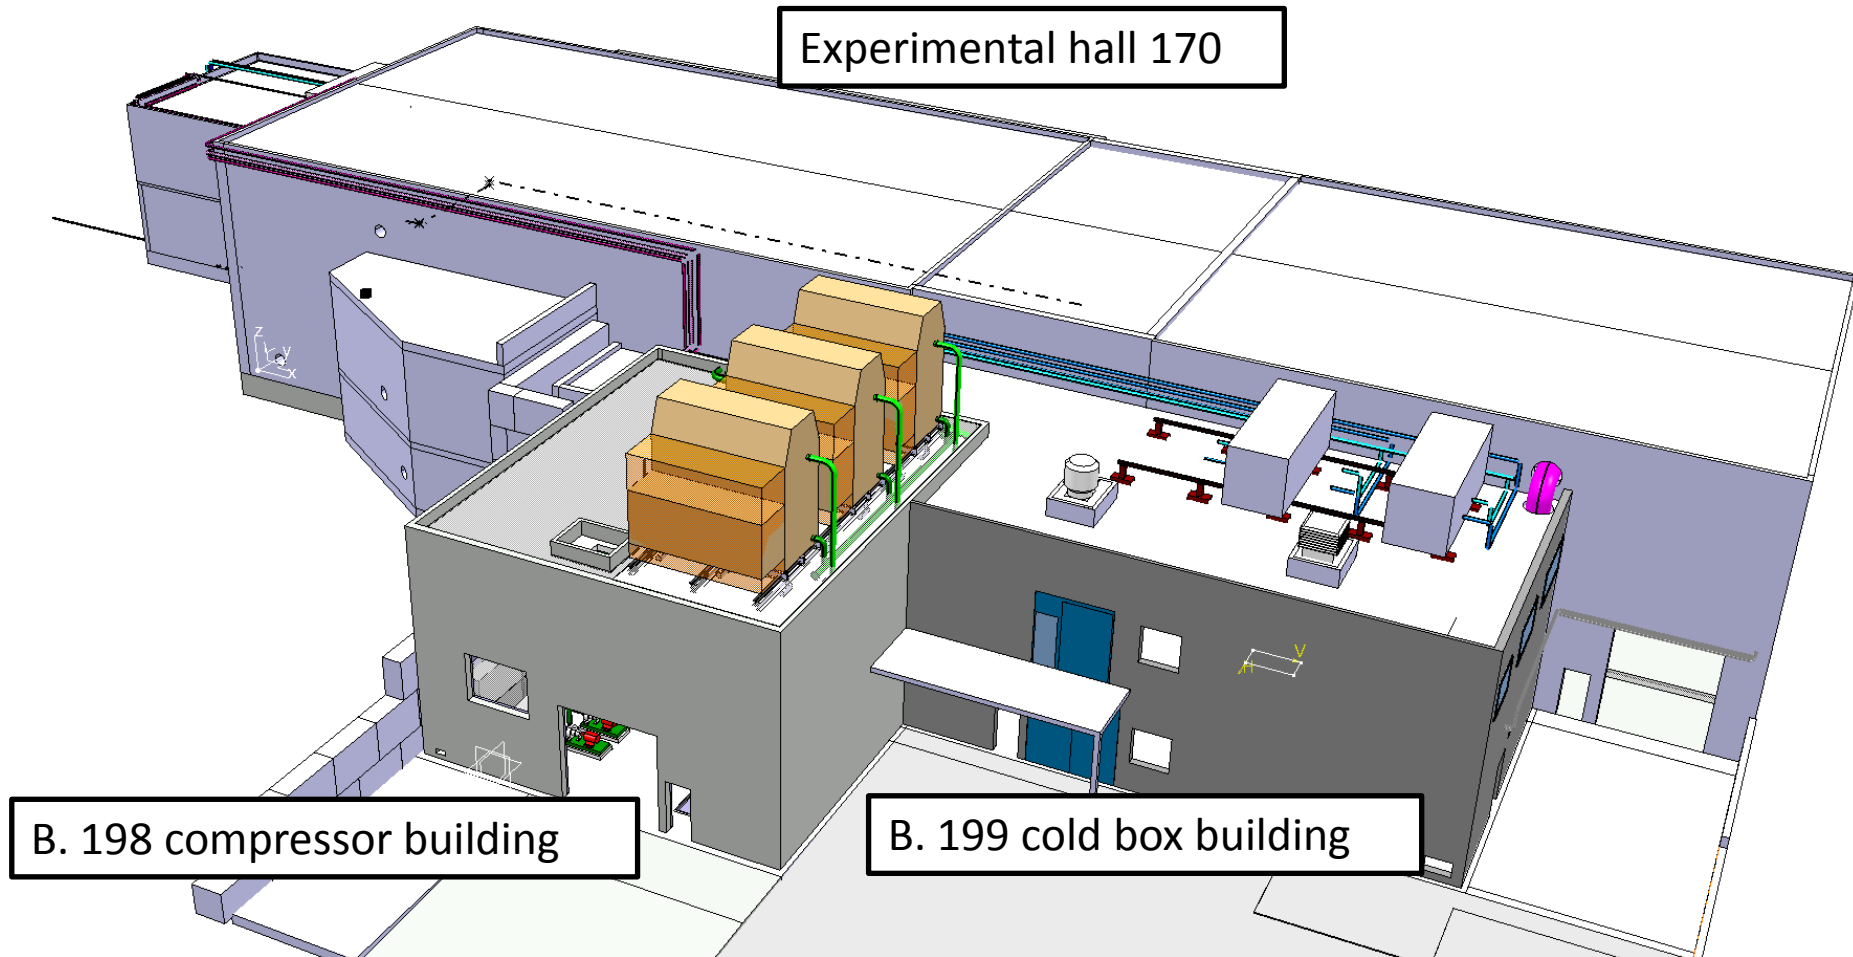 Experimental hall 170
z
y
x
V
H
B. 198 compressor building
B. 199 cold box building